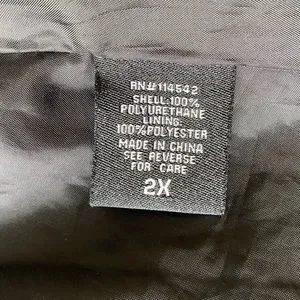 RN#114542
SHELL:100%
POLYURETHANE
LINING:
100%POLYESTER
MADE IN CHINA
SEE REVERSE
FOR CARE
2X